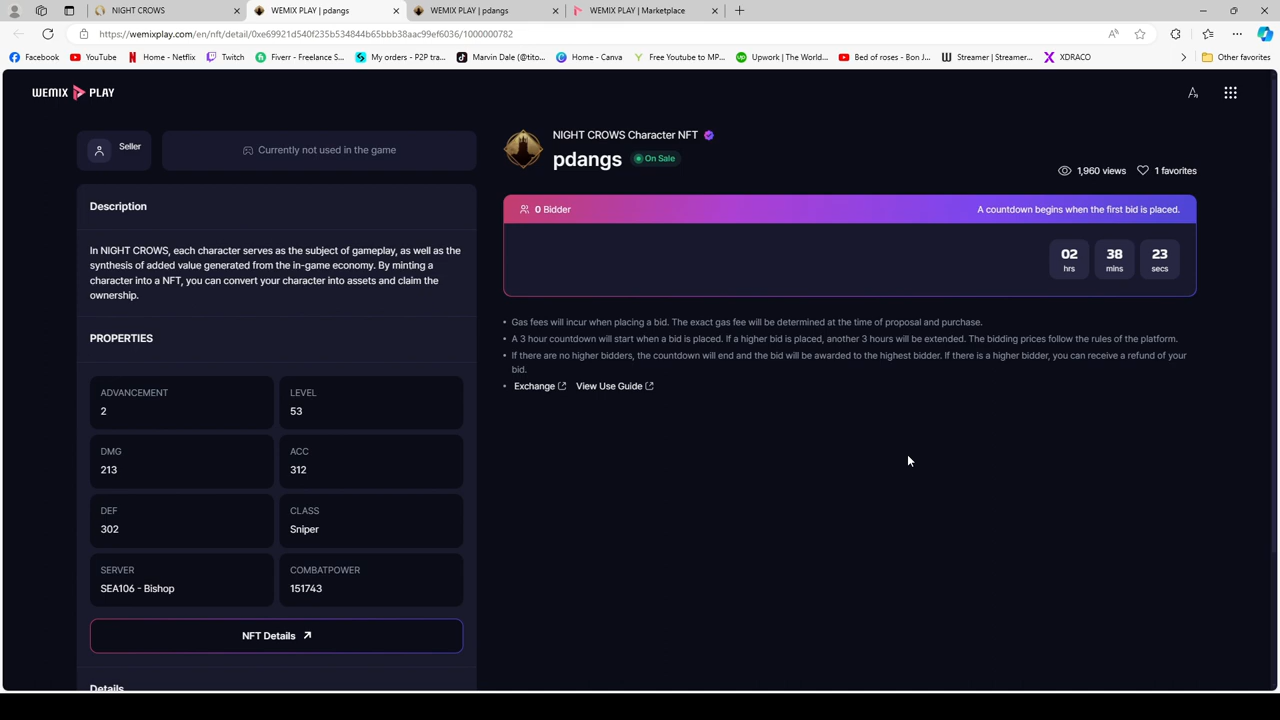 NIGHT CROWS
WEMIX PLAY | pdangs
WEMIX PLAY | pdangs
WEMIX PLAY | Marketplace
https://wemixplay.com/en/nft/detail/0xe69921d540f235b534844b65bbb38aac99ef6036/1000000782
Facebook
YouTube
Home - Netflix
Twitch
Fiverr - Freelance S...
My orders - P2P tra...
Marvin Dale (@tito...
Home - Canva
Free Youtube to MP...
Upwork | The World...
Bed of roses - Bon J...
Streamer | Streamer...
XDRACO
Other favorites
WEMIX PLAY
Seller
Currently not used in the game
Description
In NIGHT CROWS, each character serves as the subject of gameplay, as well as the
synthesis of added value generated from the in-game economy. By minting a
character into a NFT, you can convert your character into assets and claim the
ownership.
PROPERTIES
ADVANCEMENT
2
LEVEL
53
DMG
213
ACC
312
DEF
302
CLASS
Sniper
SERVER
SEA106 - Bishop
COMBATPOWER
151743
NFT Details
Details
NIGHT CROWS Character NFT
pdangs
On Sale
1,960 views
1 favorites
0 Bidder
A countdown begins when the first bid is placed.
02
hrs
38
mins
23
secs
• Gas fees will incur when placing a bid. The exact gas fee will be determined at the time of proposal and purchase.
• A 3 hour countdown will start when a bid is placed. If a higher bid is placed, another 3 hours will be extended. The bidding prices follow the rules of the platform.
• If there are no higher bidders, the countdown will end and the bid will be awarded to the highest bidder. If there is a higher bidder, you can receive a refund of your
bid.
• Exchange View Use Guide